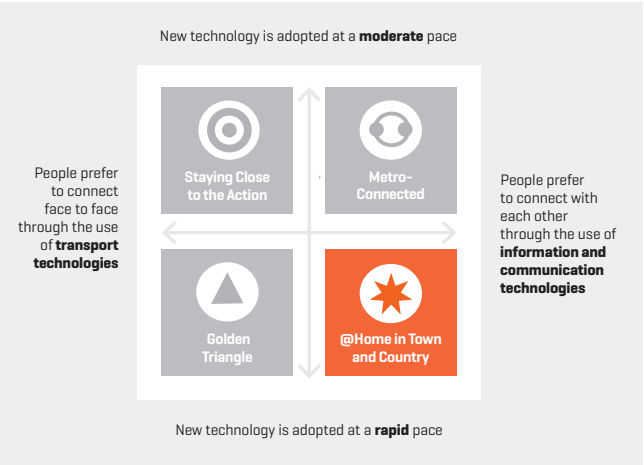 New technology is adopted at a moderate pace
People prefer
to connect
face to face
through the use
of transport
technologies
Staying Close
to the Action
Metro-
Connected
People prefer
to connect with
each other
through the use of
information and
communication
technologies
Golden
Triangle
@Home in Town
and Country
New technology is adopted at a rapid pace